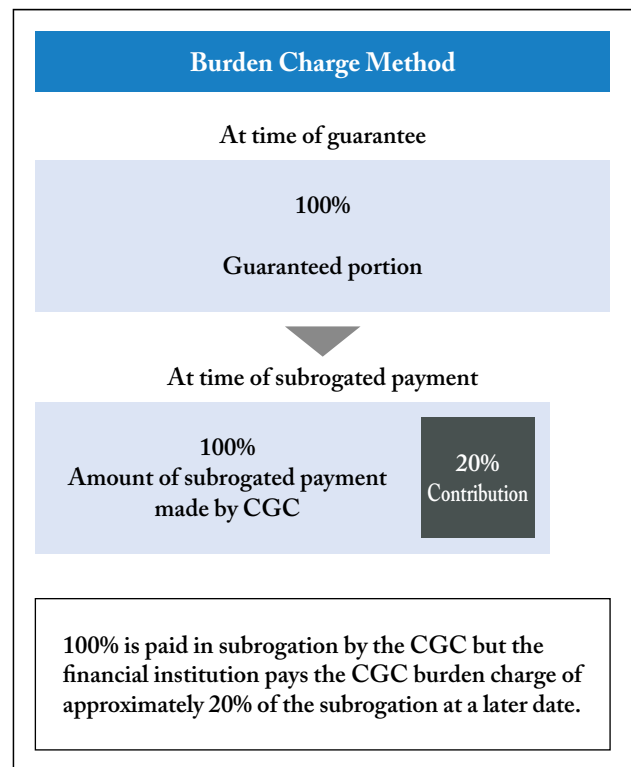 Burden Charge Method
At time of guarantee
100%
Guaranteed portion
At time of subrogated payment
100%
Amount of subrogated payment
made by CGC
20%
Contribution
100% is paid in subrogation by the CGC but the
financial institution pays the CGC burden charge of
approximately 20% of the subrogation at a later date.